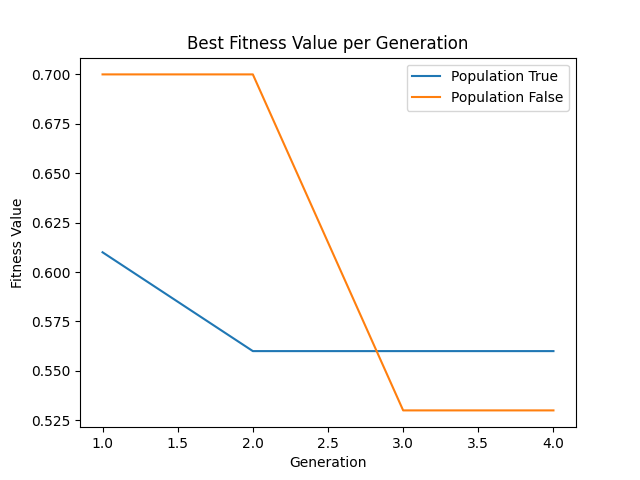 Best Fitness Value per Generation
Population True
Population False
0.700
0.675
0.650
0.625
0.600
0.575
0.550
0.525
Fitness Value
1.0 1.5 2.0 2.5 3.0 3.5 4.0
Generation